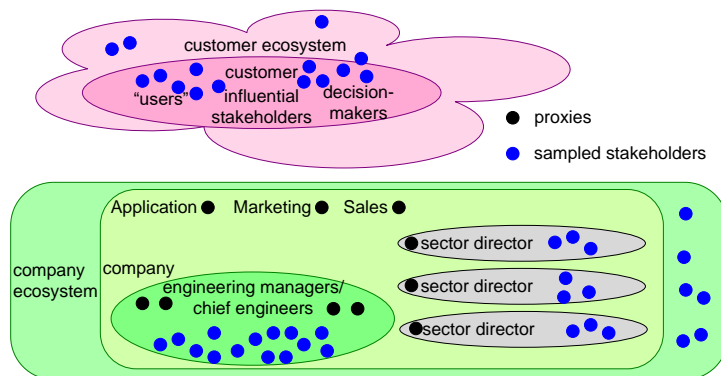 customer ecosystem
customer
“users”
influential
stakeholders
decision-
makers
proxies
sampled stakeholders
Application
Marketing
Sales
company
ecosystem
company
engineering managers/
chief engineers
sector director
sector director
sector director